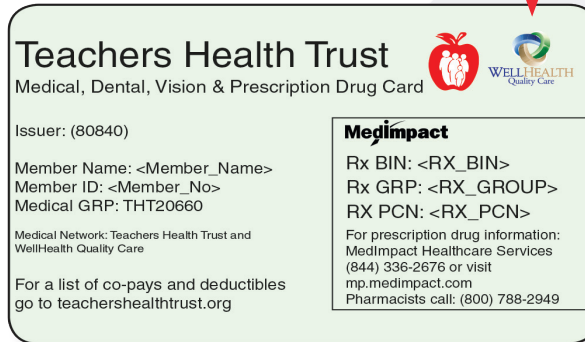 Teachers Health Trust
Medical, Dental, Vision & Prescription Drug Card
WELLHEALTH
Quality Care
Issuer: (80840)
Member Name: <Member_Name>
Member ID: <Member_No>
Medical GRP: THT20660
Medical Network: Teachers Health Trust and
WellHealth Quality Care
For a list of co-pays and deductibles
go to teachershealthtrust.org
MedImpact
Rx BIN: <RX_BIN>
Rx GRP: <RX_GROUP>
RX PCN: <RX_PCN>
For prescription drug information:
MedImpact Healthcare Services
(844) 336-2676 or visit
mp.medimpact.com
Pharmacists call: (800) 788-2949